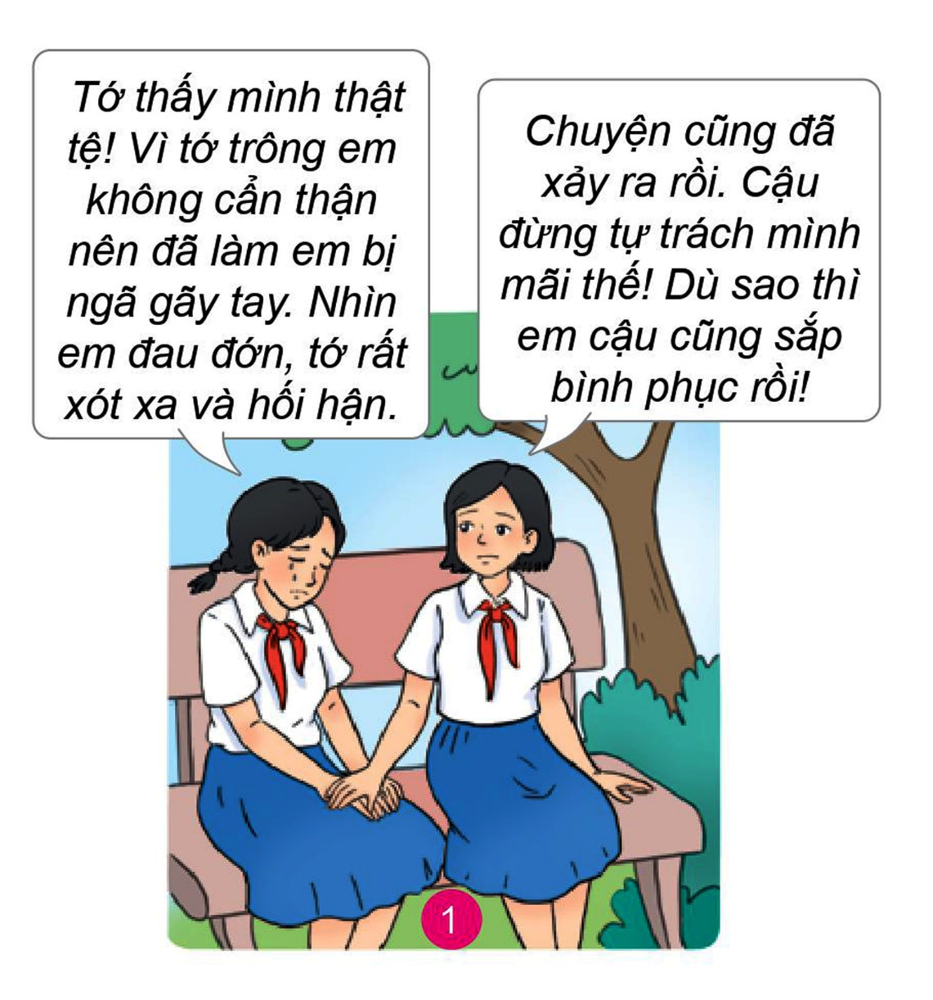 Tớ thấy mình thật
tệ! Vì tớ trông em
không cẩn thận
nên đã làm em bị
ngã gãy tay. Nhìn
em đau đớn, tớ rất
xót xa và hối hận.
Chuyện cũng đã
xảy ra rồi. Cậu
đừng tự trách mình
mãi thế! Dù sao thì
em cậu cũng sắp
bình phục rồi!
1